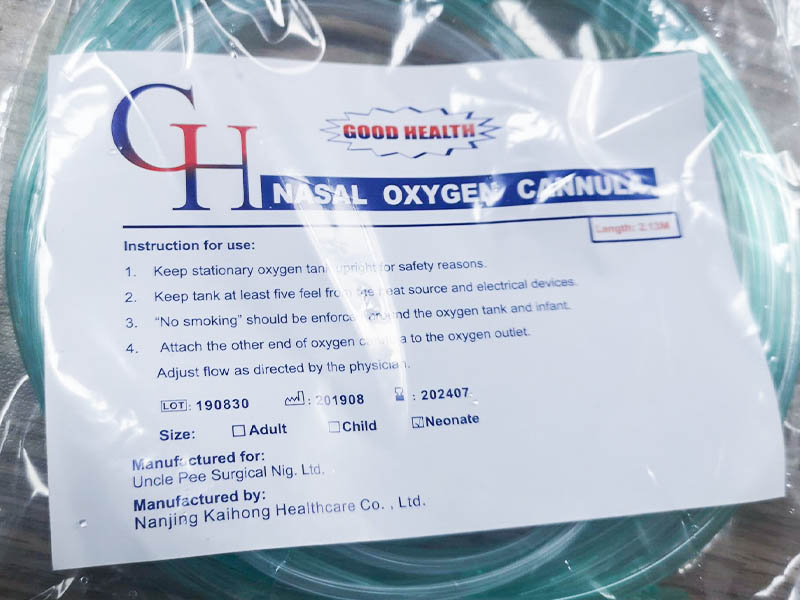 GH
GOOD HEALTH
NASAL OXYGEN CANNULA
Length: 2.13M
Instruction for use:
1. Keep stationary oxygen tank upright for safety reasons.
2. Keep tank at least five feel from the heat source and electrical devices.
3. "No smoking" should be enforced around the oxygen tank and infant.
4. Attach the other end of oxygen cannula to the oxygen outlet.
Adjust flow as directed by the physician.
LOT: 190830 : 201908 : 202407
Size: Adult Child Neonate
Manufactured for:
Uncle Pee Surgical Nig. Ltd.
Manufactured by:
Nanjing Kaihong Healthcare Co. , Ltd.